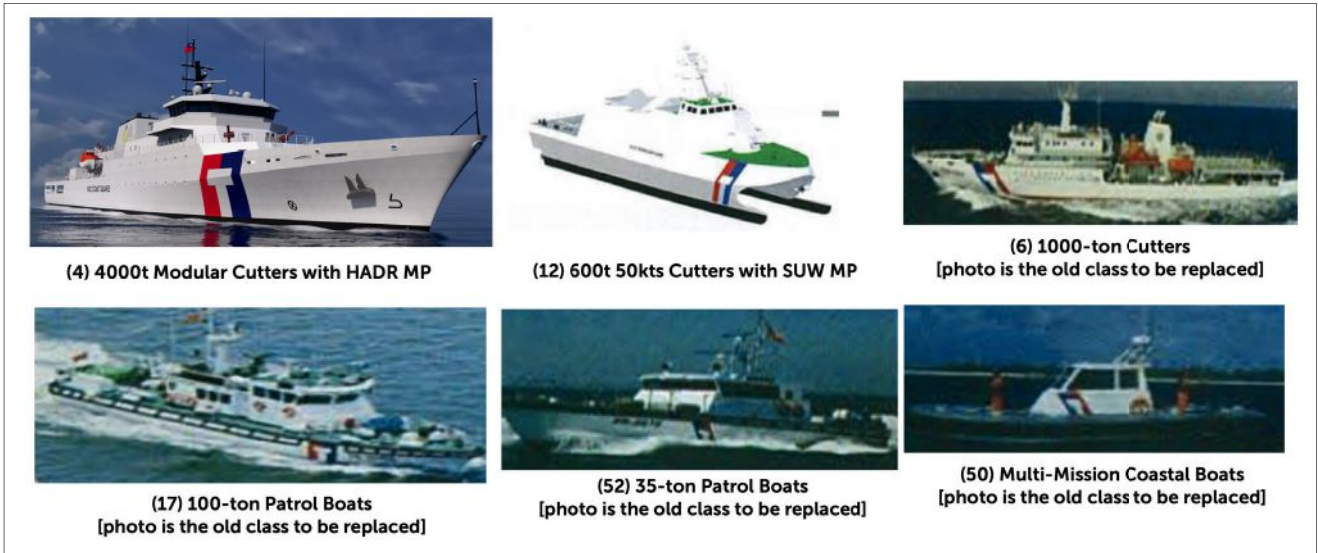 (4) 4000t Modular Cutters with HADR MP
(12) 600t 50kts Cutters with SUW MP
(6) 1000-ton Cutters
[photo is the old class to be replaced]
(17) 100-ton Patrol Boats
[photo is the old class to be replaced]
(52) 35-ton Patrol Boats
[photo is the old class to be replaced]
(50) Multi-Mission Coastal Boats
[photo is the old class to be replaced]